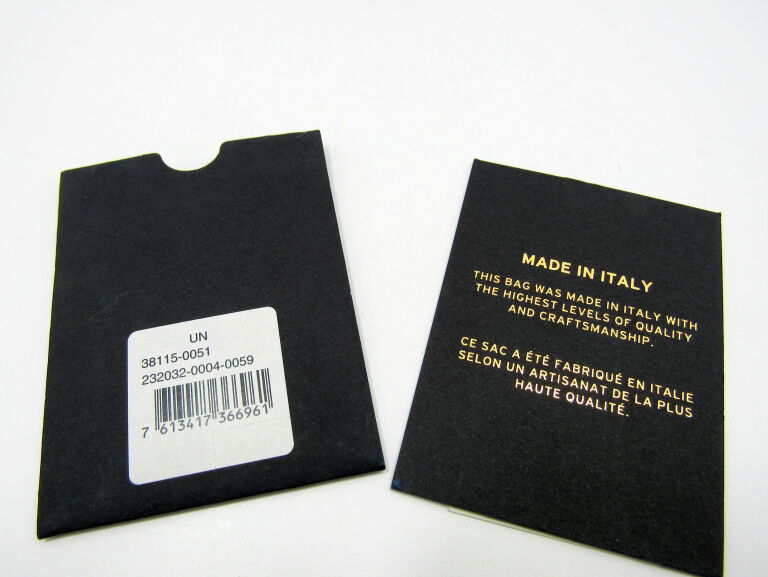 UN
38115-0051
232032-0004-0059
7 613417 366961
MADE IN ITALY
THIS BAG WAS MADE IN ITALY WITH
THE HIGHEST LEVELS OF QUALITY
AND CRAFTSMANSHIP.
CE SAC A ÉTÉ FABRIQUÉ EN ITALIE
SELON UN ARTISANAT DE LA PLUS
HAUTE QUALITÉ.